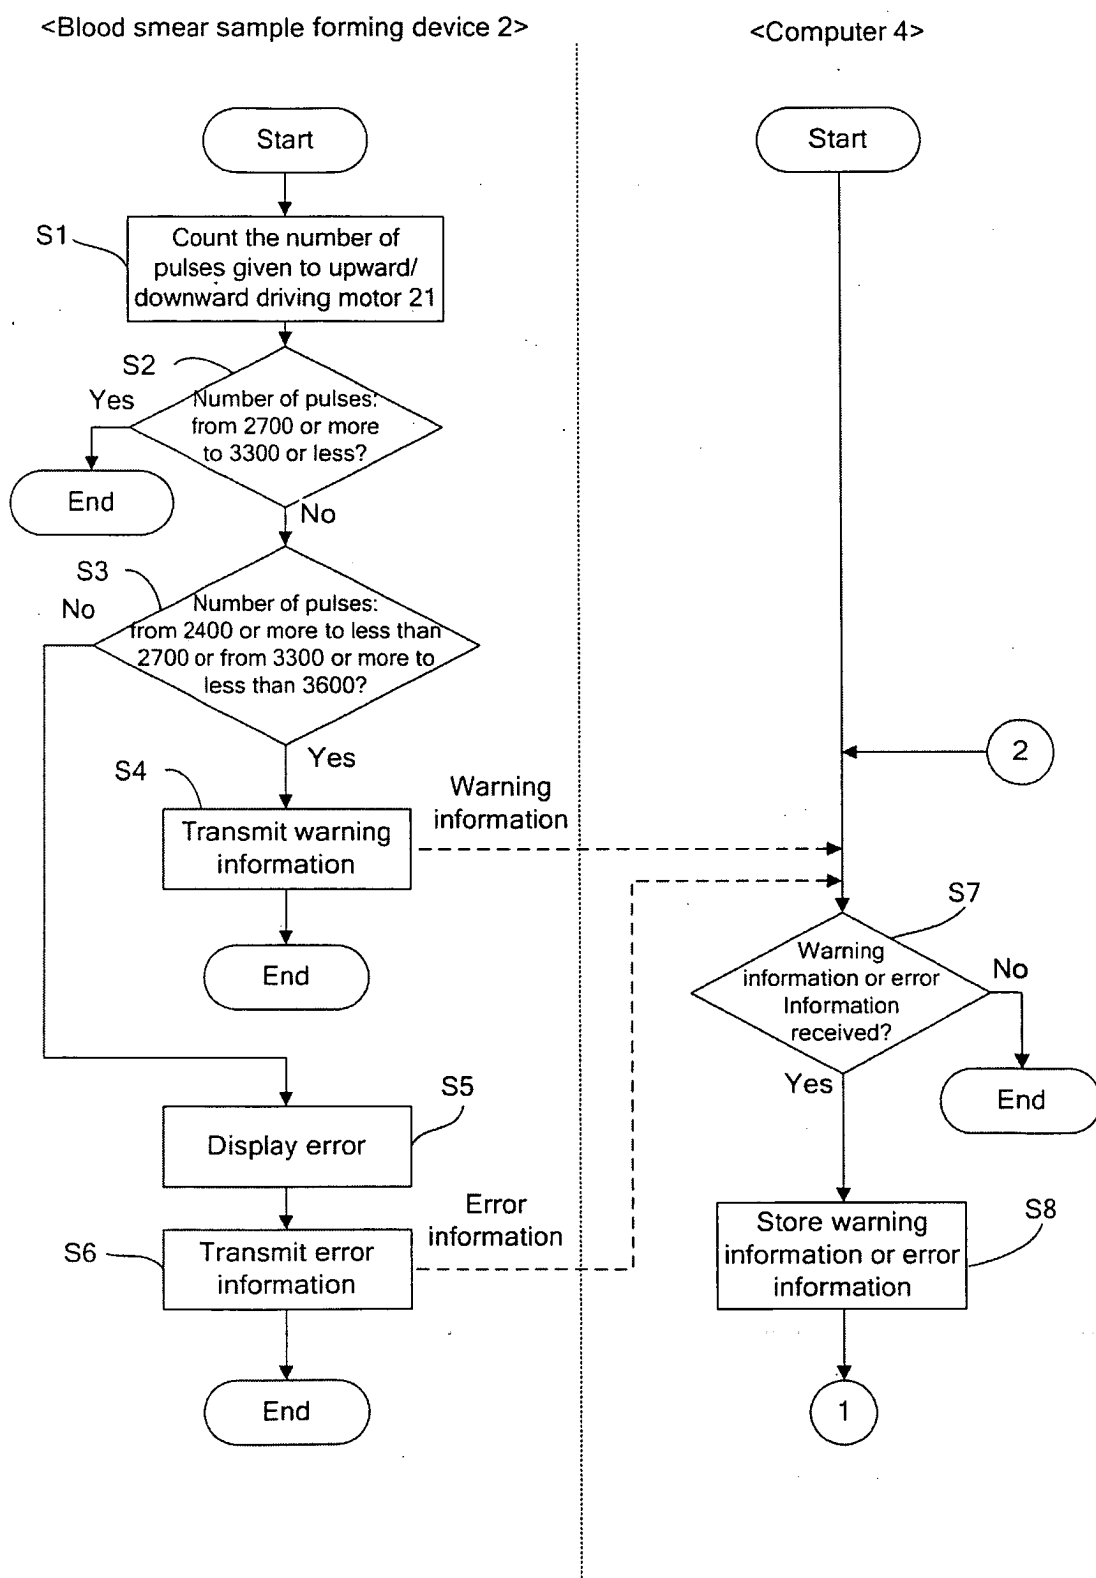 <Blood smear sample forming device 2>
<Computer 4>
Start
Start
S1
Count the number of
pulses given to upward/
downward driving motor 21
S2
Yes
Number of pulses:
from 2700 or more
to 3300 or less?
End
No
S3
No
Number of pulses:
from 2400 or more to less than
2700 or from 3300 or more to
less than 3600?
Yes
2
S4
Transmit warning
information
Warning
information
End
S7
Warning
information or error
Information
received?
No
Yes
End
S5
Display error
S6
Transmit error
information
Error
information
S8
Store warning
information or error
information
End
1